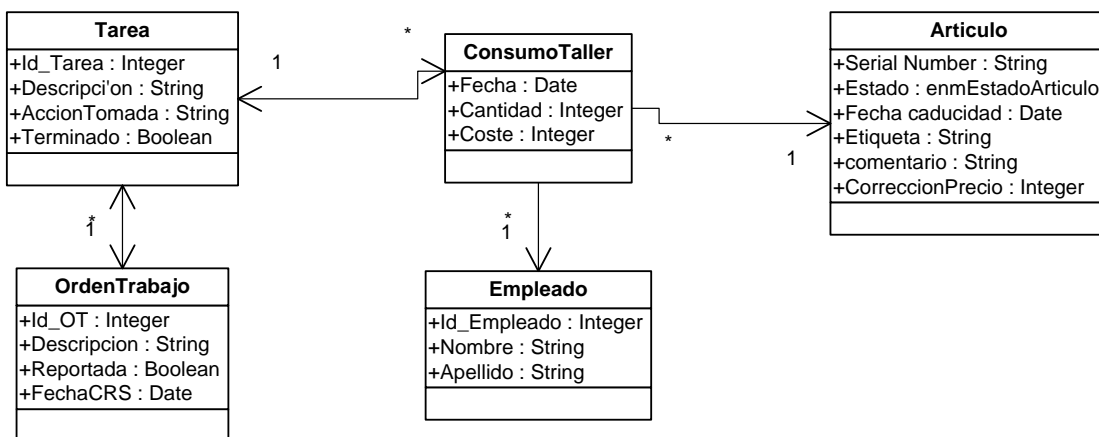 Tarea
+Id_Tarea : Integer
+Descripci'on : String
+AccionTomada : String
+Terminado : Boolean
1
*
ConsumoTaller
+Fecha : Date
+Cantidad : Integer
+Coste : Integer
*
1
Articulo
+Serial Number : String
+Estado : enmEstadoArticulo
+Fecha caducidad : Date
+Etiqueta : String
+comentario : String
+CorreccionPrecio : Integer
*
1
*
1
OrdenTrabajo
+Id_OT : Integer
+Descripcion : String
+Reportada : Boolean
+FechaCRS : Date
Empleado
+Id_Empleado : Integer
+Nombre : String
+Apellido : String